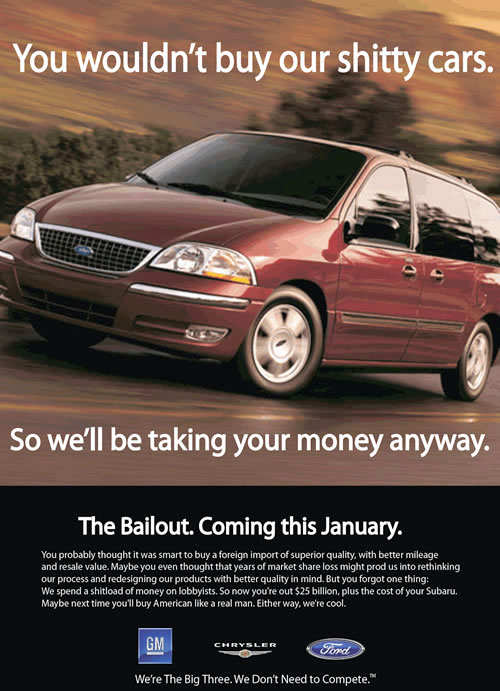 You wouldn't buy our shitty cars.
So we'll be taking your money anyway.
The Bailout. Coming this January.
You probably thought it was smart to buy a foreign import of superior quality, with better mileage
and resale value. Maybe you even thought that years of market share loss might prod us into rethinking
our process and redesigning our products with better quality in mind. But you forgot one thing:
We spend a shitload of money on lobbyists. So now you're out $25 billion, plus the cost of your Subaru.
Maybe next time you'll buy American like a real man. Either way, we're cool.
GM CHRYSLER Ford
We're The Big Three. We Don't Need to Compete.™